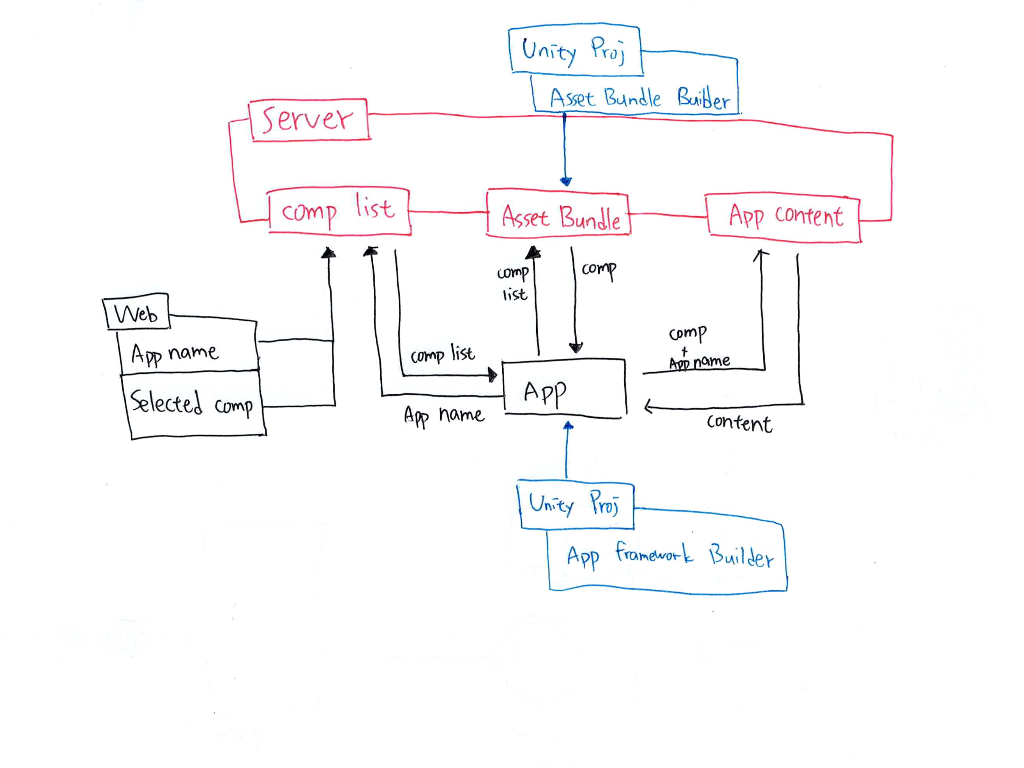 Unity Proj
Asset Bundle Builder
Server
comp list
Asset Bundle
App content
comp
list
comp
Web
App name
Selected comp
comp list
App name
App
comp
+
App name
content
Unity Proj
App framework Builder